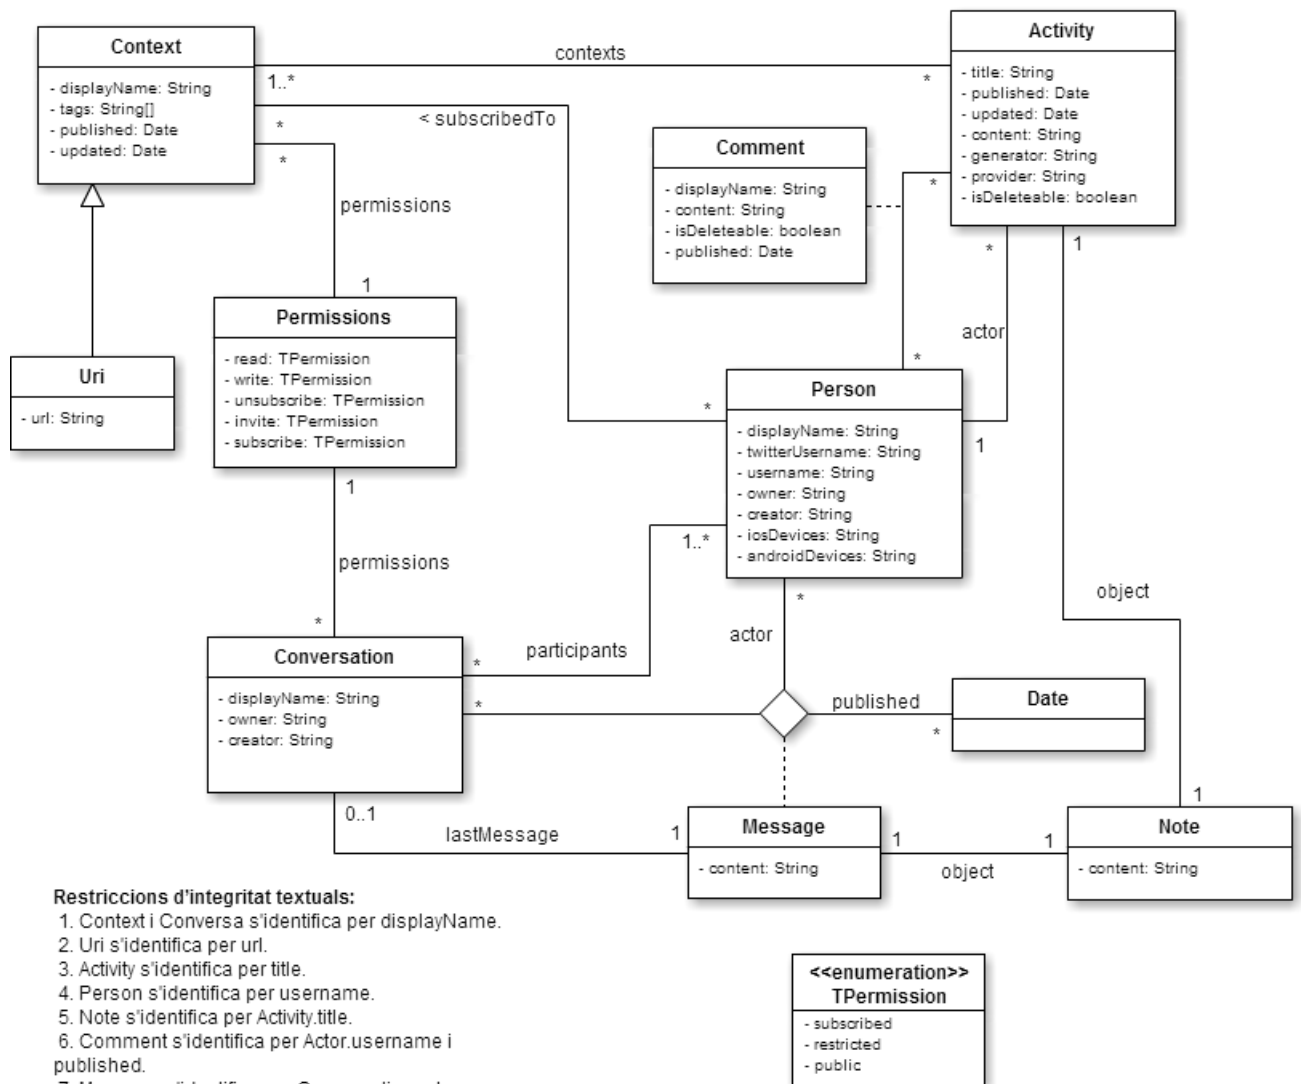 Context
- displayName: String
- tags: String[]
- published: Date
- updated: Date
contexts
1..*
*
Activity
- title: String
- published: Date
- updated: Date
- content: String
- generator: String
- provider: String
- isDeleteable: boolean
< subscribedTo
*
*
Comment
- displayName: String
- content: String
- isDeleteable: boolean
- published: Date
*
permissions
*
1
actor
1
Permissions
- read: TPermission
- write: TPermission
- unsubscribe: TPermission
- invite: TPermission
- subscribe: TPermission
Uri
- url: String
*
*
Person
- displayName: String
- twitterUsername: String
- username: String
- owner: String
- creator: String
- iosDevices: String
- androidDevices: String
1
1
1..*
permissions
object
*
*
actor
participants
*
Conversation
- displayName: String
- owner: String
- creator: String
*
published
*
Date
0..1
lastMessage
1
Message
- content: String
1
object
1
1
Note
- content: String
Restriccions d'integritat textuals:
1. Context i Conversa s'identifica per displayName.
2. Uri s'identifica per url.
3. Activity s'identifica per title.
4. Person s'identifica per username.
5. Note s'identifica per Activity.title.
6. Comment s'identifica per Actor.username i
published.
<<enumeration>>
TPermission
- subscribed
- restricted
- public